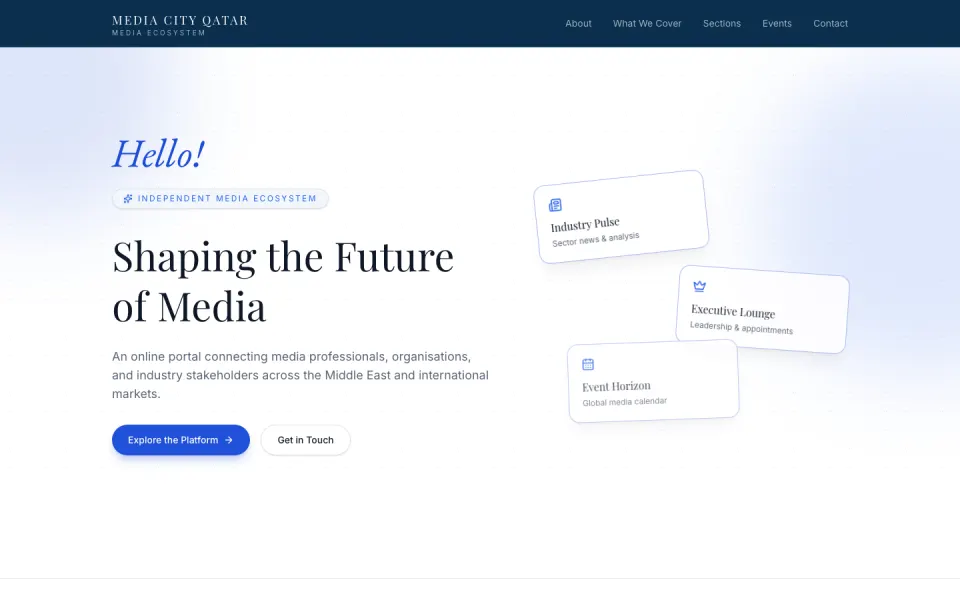 MEDIA CITY QATAR
MEDIA ECOSYSTEM
About
What We Cover
Sections
Events
Contact
Hello!
INDEPENDENT MEDIA ECOSYSTEM
Shaping the Future
of Media
An online portal connecting media professionals, organisations,
and industry stakeholders across the Middle East and international
markets.
Explore the Platform →
Get in Touch
Industry Pulse
Sector news & analysis
Executive Lounge
Leadership & appointments
Event Horizon
Global media calendar